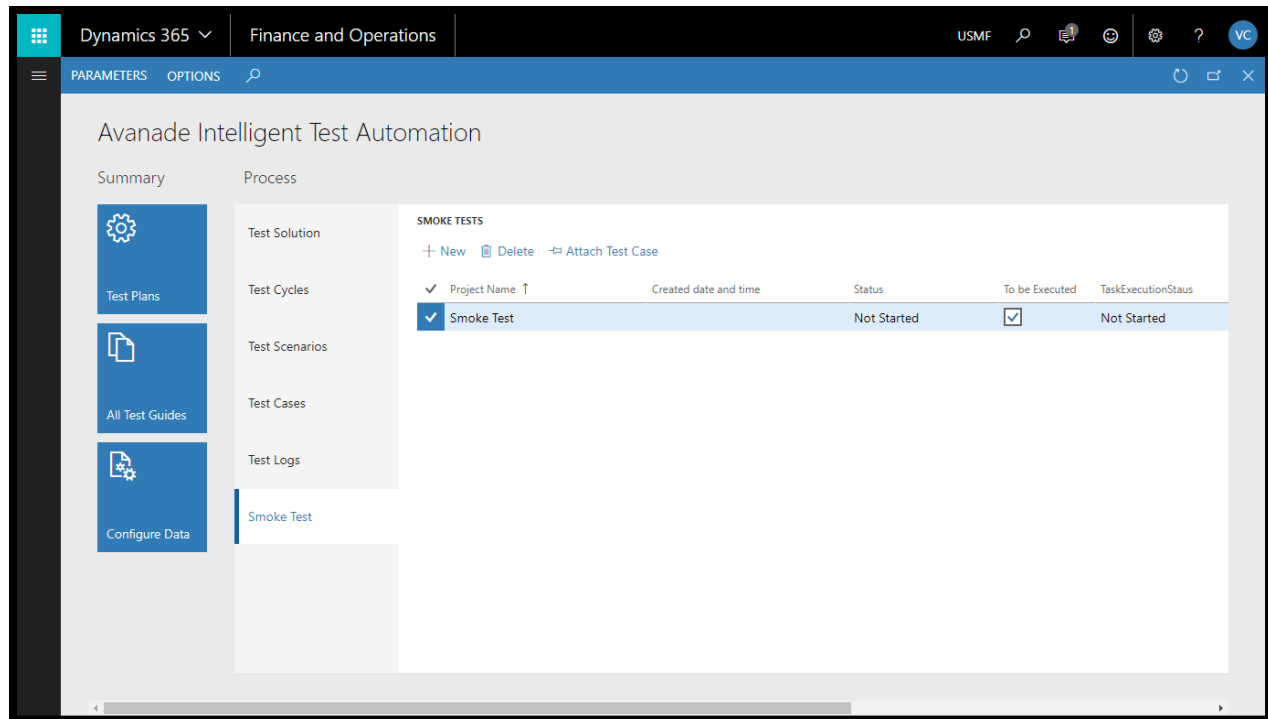 Dynamics 365 Finance and Operations USMF 1 ? VC
PARAMETERS OPTIONS
Avanade Intelligent Test Automation
Summary Process
Test Plans
All Test Guides
Configure Data
Test Solution
Test Cycles
Test Scenarios
Test Cases
Test Logs
Smoke Test
SMOKE TESTS
New Delete Attach Test Case
Project Name ↑ Created date and time Status To be Executed TaskExecutionStaus
Smoke Test Not Started Not Started